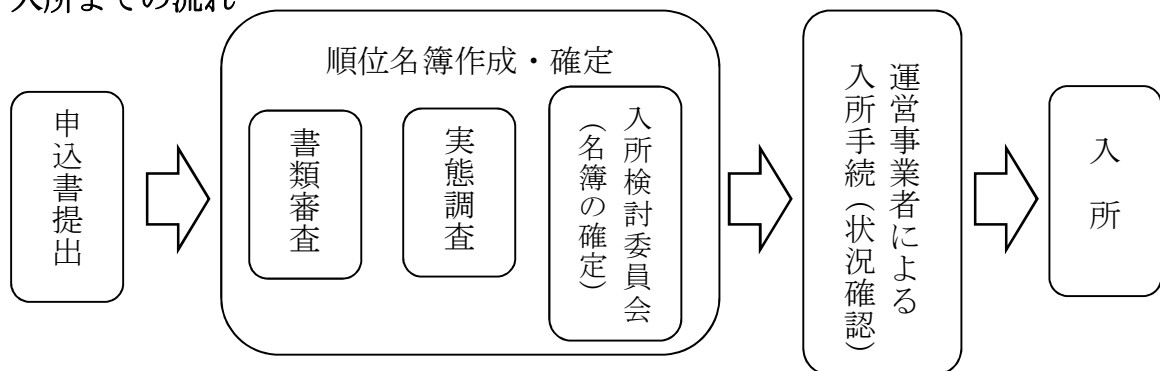 入所までの流れ
申込書提出
順位名簿作成・確定
書類審査
実態調査
入所検討委員会
（名簿の確定）
運営事業者による
入所手続（状況確認）
入所